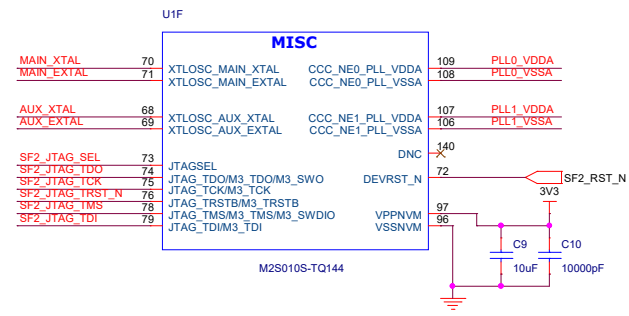 U1F
MISC
MAIN_XTAL 70 XTLOSC_MAIN_XTAL CCC_NE0_PLL_VDDA 109 PLL0_VDDA
MAIN_EXTAL 71 XTLOSC_MAIN_EXTAL CCC_NE0_PLL_VSSA 108 PLL0_VSSA
AUX_XTAL 68 XTLOSC_AUX_XTAL CCC_NE1_PLL_VDDA 107 PLL1_VDDA
AUX_EXTAL 69 XTLOSC_AUX_EXTAL CCC_NE1_PLL_VSSA 106 PLL1_VSSA
DNC 140
SF2_JTAG_SEL 73 JTAGSEL
SF2_JTAG_TDO 74 JTAG_TDO/M3_TDO/M3_SWO DEVRST_N 72 SF2_RST_N
SF2_JTAG_TCK 75 JTAG_TCK/M3_TCK
SF2_JTAG_TRST_N 76 JTAG_TRSTB/M3_TRSTB 3V3
SF2_JTAG_TMS 78 JTAG_TMS/M3_TMS/M3_SWDIO VPPNVM 97
SF2_JTAG_TDI 79 JTAG_TDI/M3_TDI VSSNVM 96
C9 C10
10uF 10000pF
M2S010S-TQ144